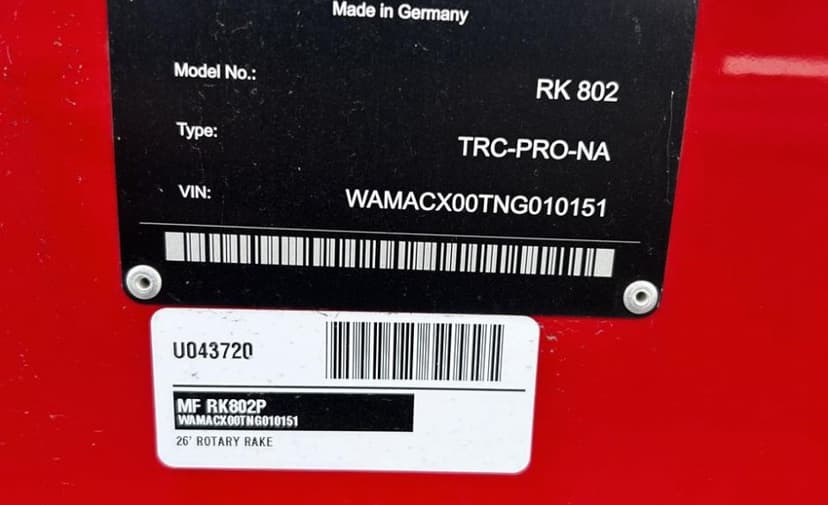 Made in Germany
Model No.: RK 802
Type: TRC-PRO-NA
VIN: WAMACX00TNG010151
U043720
MF RK802P
WAMACX00TNG010151
26' ROTARY RAKE